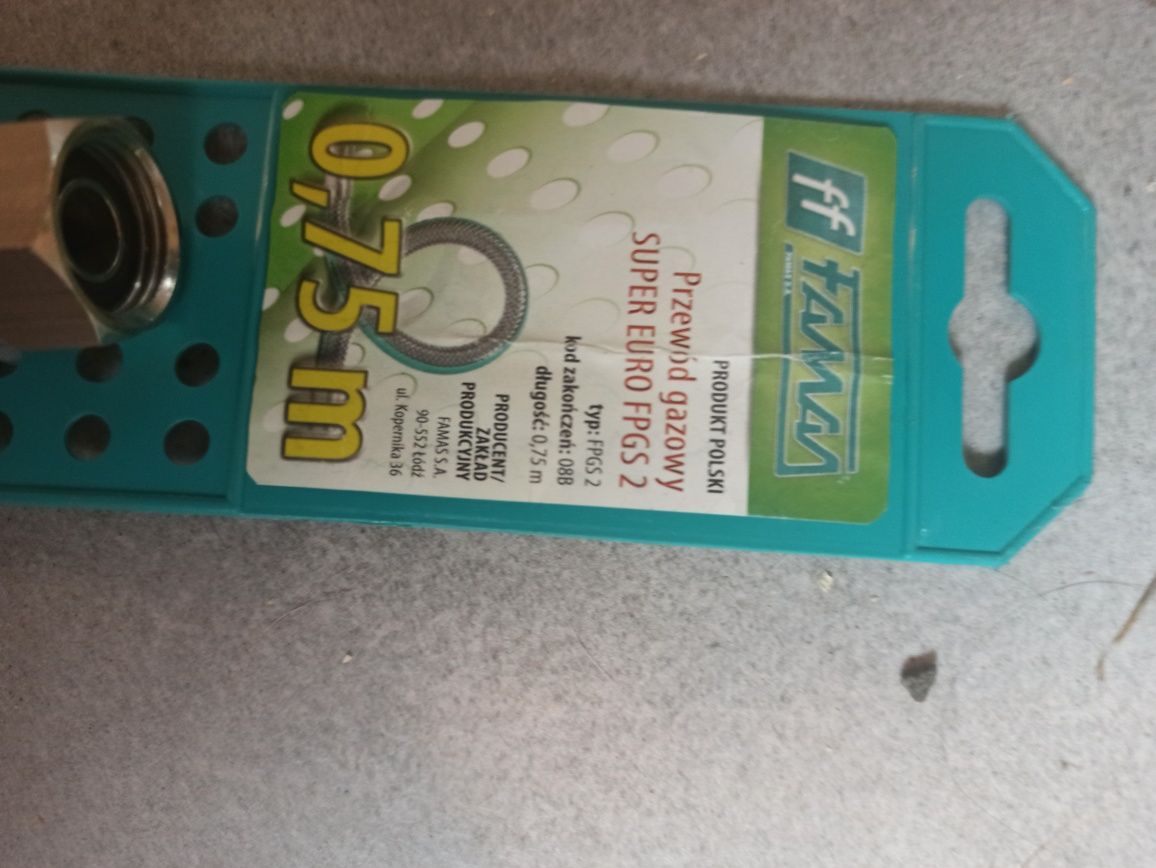 ff FAMAS
FAMAS S.A.
PRODUKT POLSKI
Przewód gazowy
SUPER EURO FPGS 2
typ: FPGS 2
kod zakończeń: 08B
długość: 0,75 m
PRODUCENT/
ZAKŁAD
PRODUKCYJNY
FAMAS S.A.
90-552 Łódź
ul. Kopernika 36
0,75 m